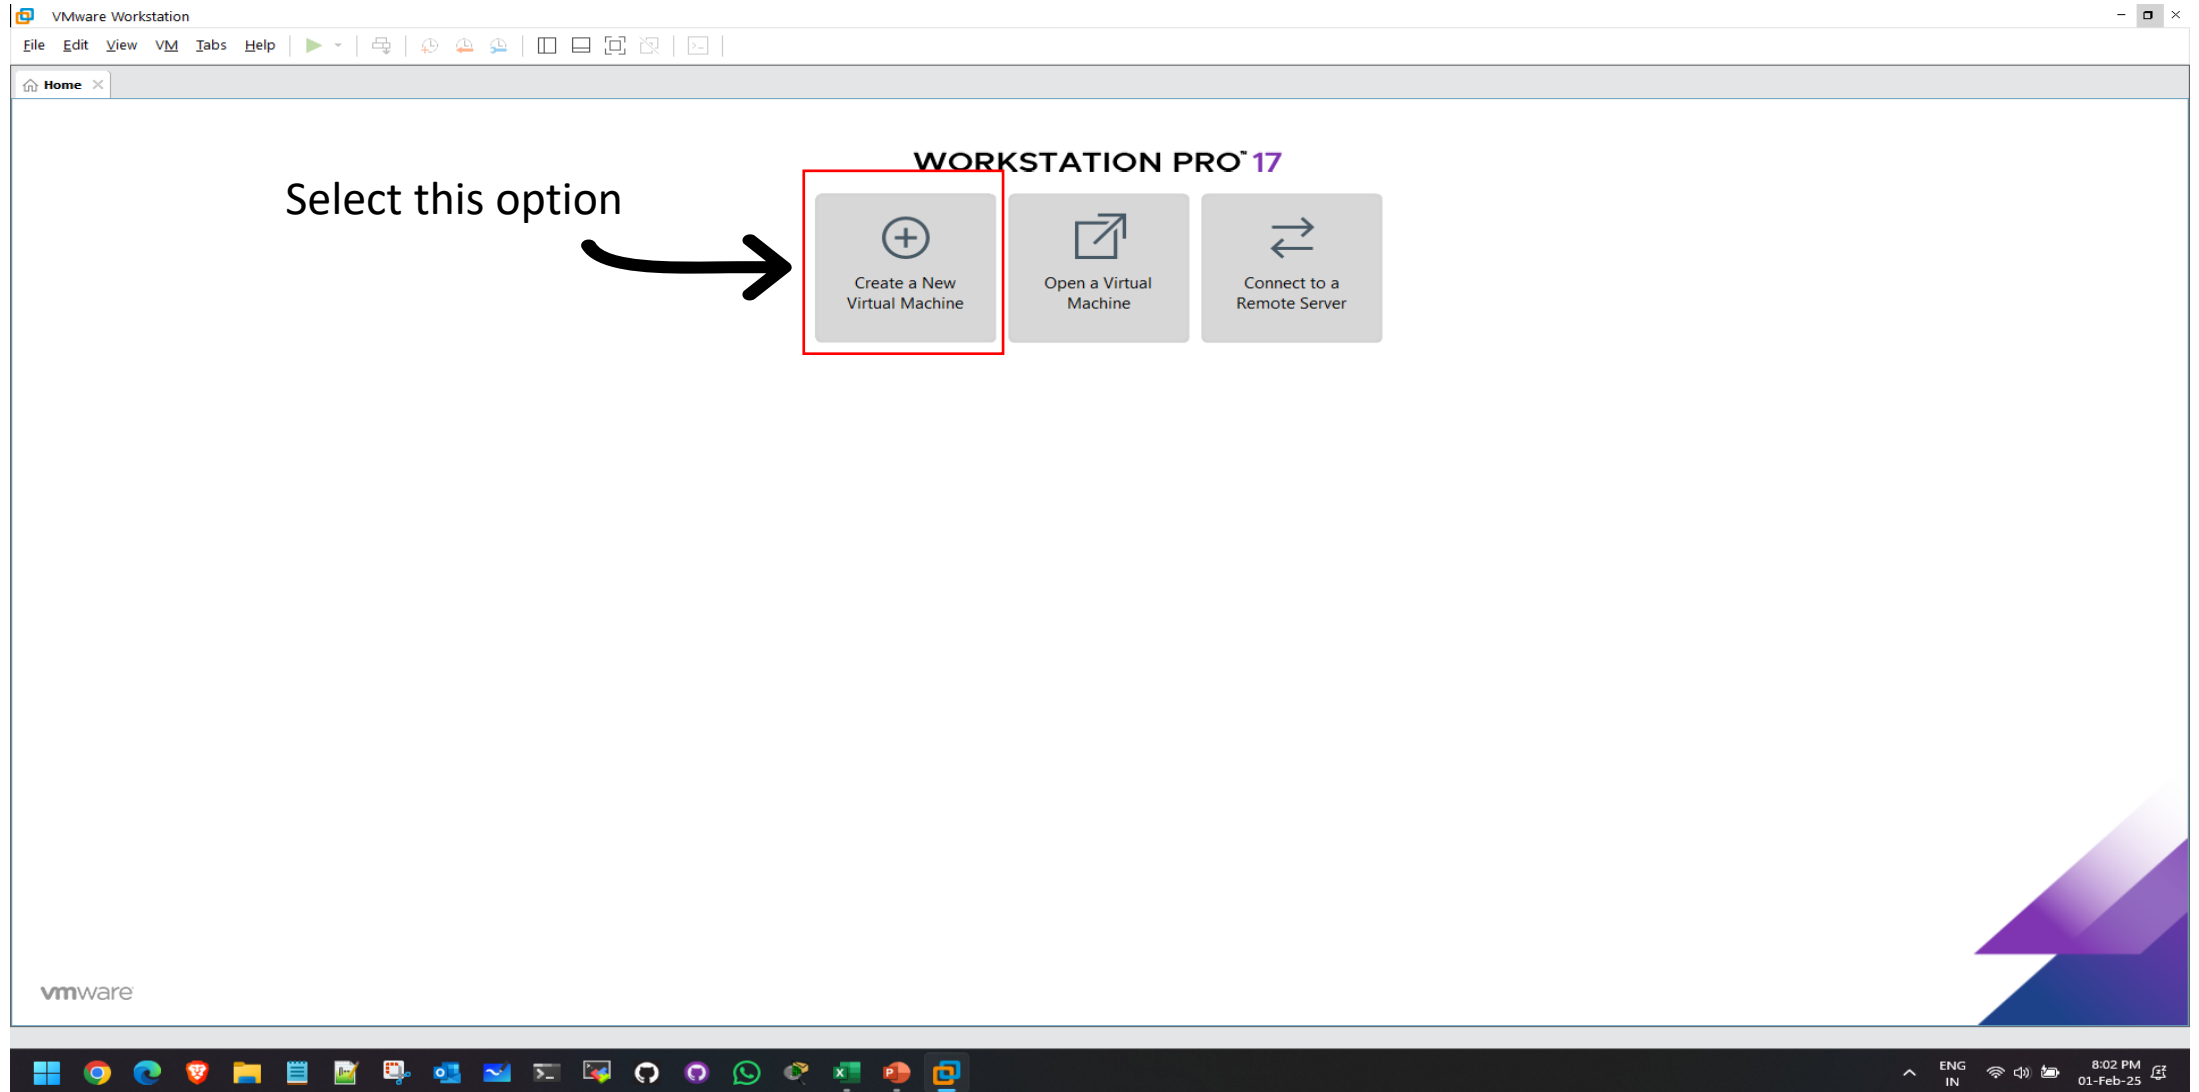 VMware Workstation
File Edit View VM Tabs Help
Home
WORKSTATION PRO™ 17
Select this option
Create a New
Virtual Machine
Open a Virtual
Machine
Connect to a
Remote Server
vmware
ENG
IN
8:02 PM
01-Feb-25